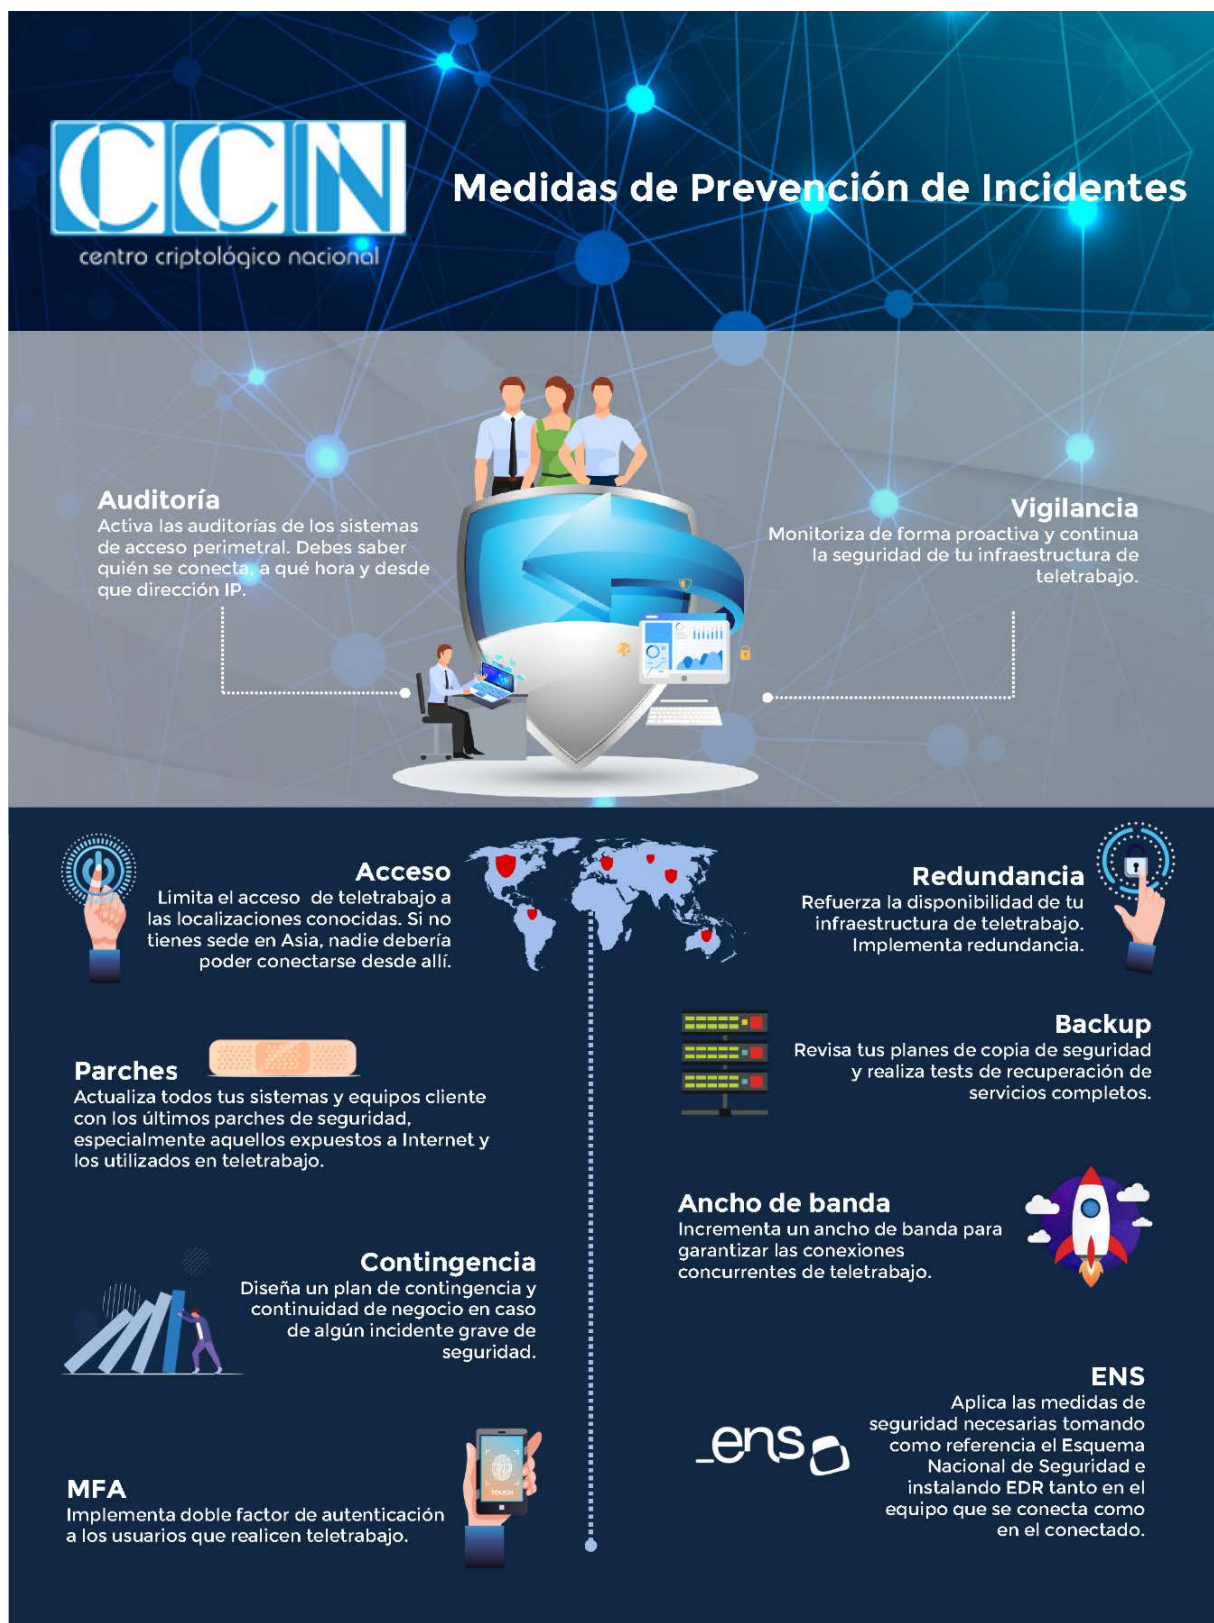 CCN
centro criptológico nacional
Medidas de Prevención de Incidentes
Auditoría
Activa las auditorías de los sistemas
de acceso perimetral. Debes saber
quién se conecta, a qué hora y desde
que dirección IP.
Vigilancia
Monitoriza de forma proactiva y continua
la seguridad de tu infraestructura de
teletrabajo.
Acceso
Limita el acceso de teletrabajo a
las localizaciones conocidas. Si no
tienes sede en Asia, nadie debería
poder conectarse desde allí.
Redundancia
Refuerza la disponibilidad de tu
infraestructura de teletrabajo.
Implementa redundancia.
Parches
Actualiza todos tus sistemas y equipos cliente
con los últimos parches de seguridad,
especialmente aquellos expuestos a Internet y
los utilizados en teletrabajo.
Backup
Revisa tus planes de copia de seguridad
y realiza tests de recuperación de
servicios completos.
Ancho de banda
Incrementa un ancho de banda para
garantizar las conexiones
concurrentes de teletrabajo.
Contingencia
Diseña un plan de contingencia y
continuidad de negocio en caso
de algún incidente grave de
seguridad.
ENS
Aplica las medidas de
seguridad necesarias tomando
como referencia el Esquema
Nacional de Seguridad e
instalando EDR tanto en el
equipo que se conecta como
en el conectado.
_ens
MFA
Implementa doble factor de autenticación
a los usuarios que realicen teletrabajo.
TOUCH